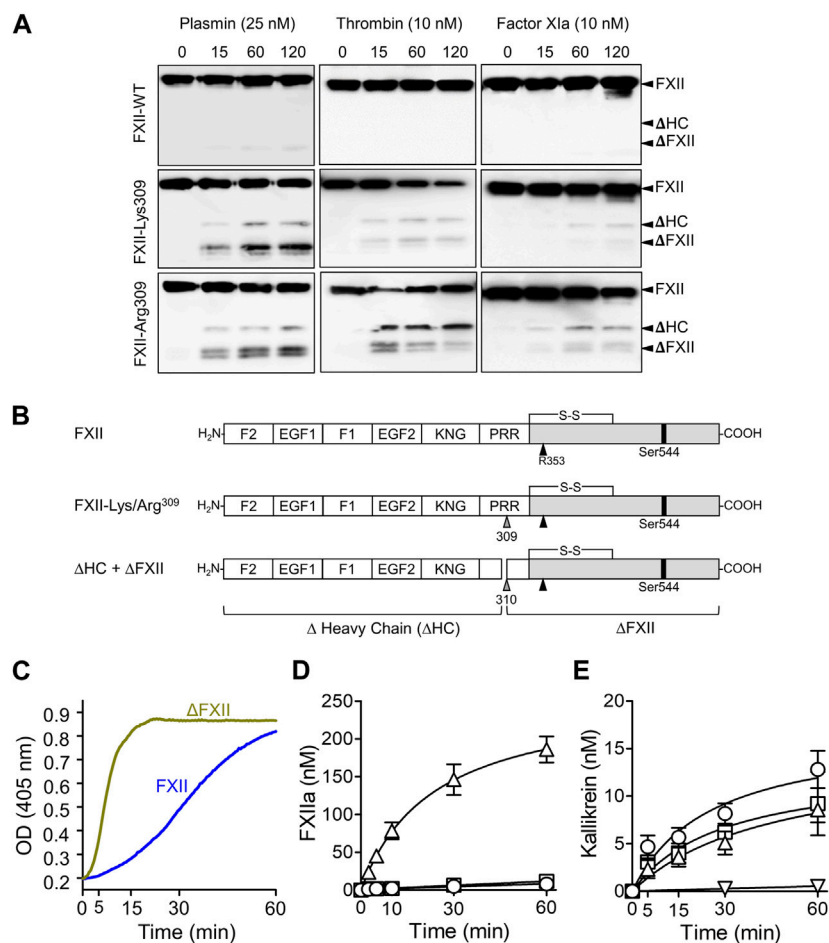 A
Plasmin (25 nM) Thrombin (10 nM) Factor XIa (10 nM)
0 15 60 120 0 15 60 120 0 15 60 120
FXII-WT
FXII
ΔHC
ΔFXII
FXII-Lys309
FXII
ΔHC
ΔFXII
FXII-Arg309
FXII
ΔHC
ΔFXII
B
S-S
FXII H₂N- F2 EGF1 F1 EGF2 KNG PRR -COOH
R353 Ser544
S-S
FXII-Lys/Arg³⁰⁹ H₂N- F2 EGF1 F1 EGF2 KNG PRR -COOH
309 Ser544
S-S
ΔHC + ΔFXII H₂N- F2 EGF1 F1 EGF2 KNG -COOH
310 Ser544
Δ Heavy Chain (ΔHC) ΔFXII
C
OD (405 nm)
0.9
0.8
0.7
0.6
0.5
0.4
0.3
0.2
ΔFXII
FXII
0 5 15 30 60
Time (min)
D
FXIIa (nM)
250
200
150
100
50
0
0 10 30 60
Time (min)
E
Kallikrein (nM)
20
15
10
5
0
0 5 15 30 60
Time (min)